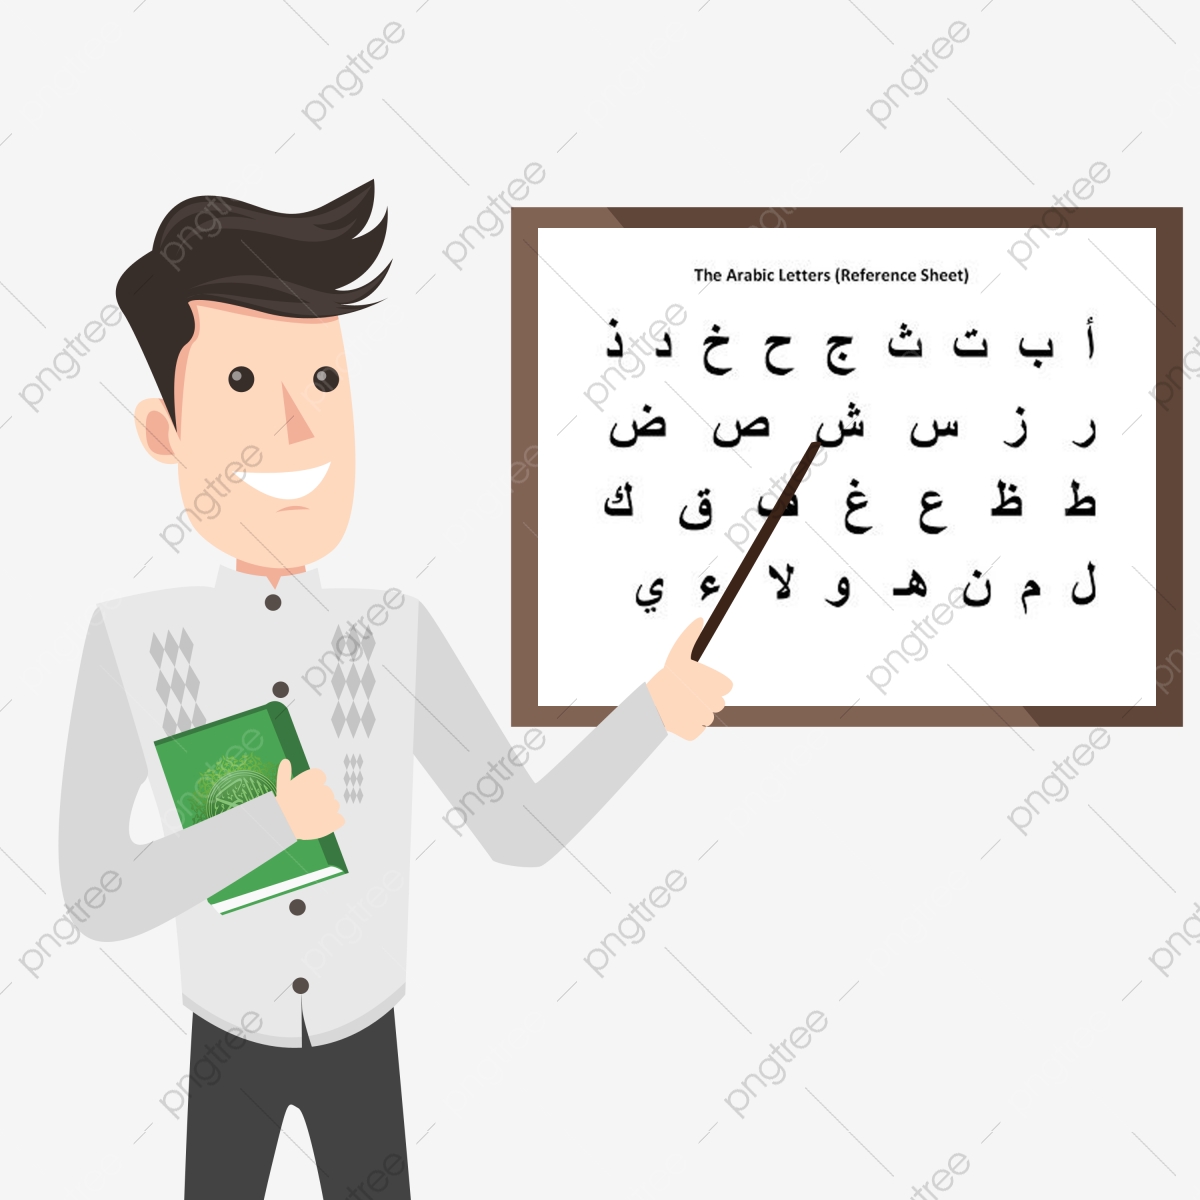 The Arabic Letters (Reference Sheet)
أ ب ت ث ج ح خ د ذ
ر ز س ش ص ض
ط ظ ع غ ف ق ك
ل م ن هـ و لا ء ي
pngtree